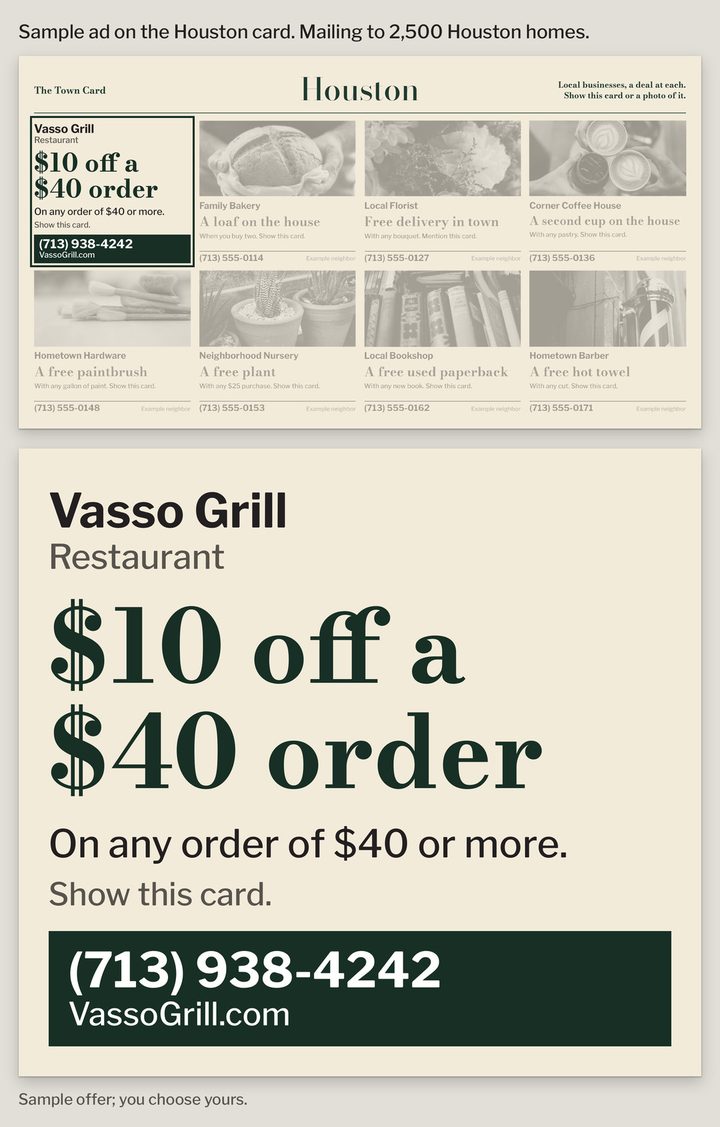 Sample ad on the Houston card. Mailing to 2,500 Houston homes.
The Town Card
Houston
Local businesses, a deal at each.
Show this card or a photo of it.
Vasso Grill
Restaurant
$10 off a
$40 order
On any order of $40 or more.
Show this card.
(713) 938-4242
VassoGrill.com
Family Bakery
A loaf on the house
When you buy two. Show this card.
(713) 555-0114
Example neighbor
Local Florist
Free delivery in town
With any bouquet. Mention this card.
(713) 555-0127
Example neighbor
Corner Coffee House
A second cup on the house
With any pastry. Show this card.
(713) 555-0136
Example neighbor
Hometown Hardware
A free paintbrush
With any gallon of paint. Show this card.
(713) 555-0148
Example neighbor
Neighborhood Nursery
A free plant
With any $25 purchase. Show this card.
(713) 555-0153
Example neighbor
Local Bookshop
A free used paperback
With any new book. Show this card.
(713) 555-0162
Example neighbor
Hometown Barber
A free hot towel
With any cut. Show this card.
(713) 555-0171
Example neighbor
Vasso Grill
Restaurant
$10 off a
$40 order
On any order of $40 or more.
Show this card.
(713) 938-4242
VassoGrill.com
Sample offer; you choose yours.